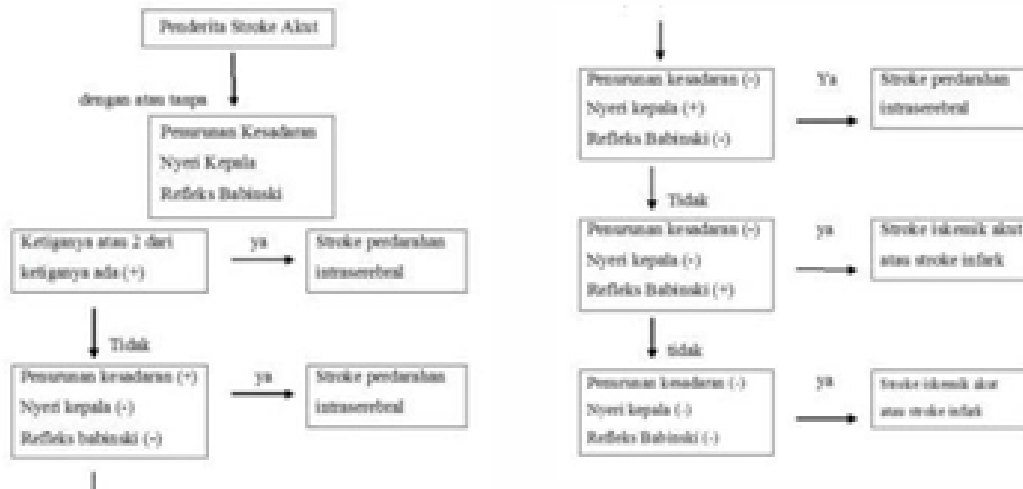 Penderita Stroke Akut
dengan atau tanpa
Penurunan Kesadaran
Nyeri Kepala
Refleks Babinski
Ketiganya atau 2 dari
ketiganya ada (+)
ya
Stroke perdarahan
intraserebral
Tidak
Penurunan kesadaran (+)
Nyeri kepala (-)
Refleks babinski (-)
ya
Stroke perdarahan
intraserebral
Penurunan kesadaran (-)
Nyeri kepala (+)
Refleks Babinski (-)
Ya
Stroke perdarahan
intraserebral
Tidak
Penurunan kesadaran (-)
Nyeri kepala (-)
Refleks Babinski (+)
ya
Stroke iskemik akut
atau stroke infark
tidak
Penurunan kesadaran (-)
Nyeri kepala (-)
Refleks Babinski (-)
ya
Stroke iskemik akut
atau stroke infark